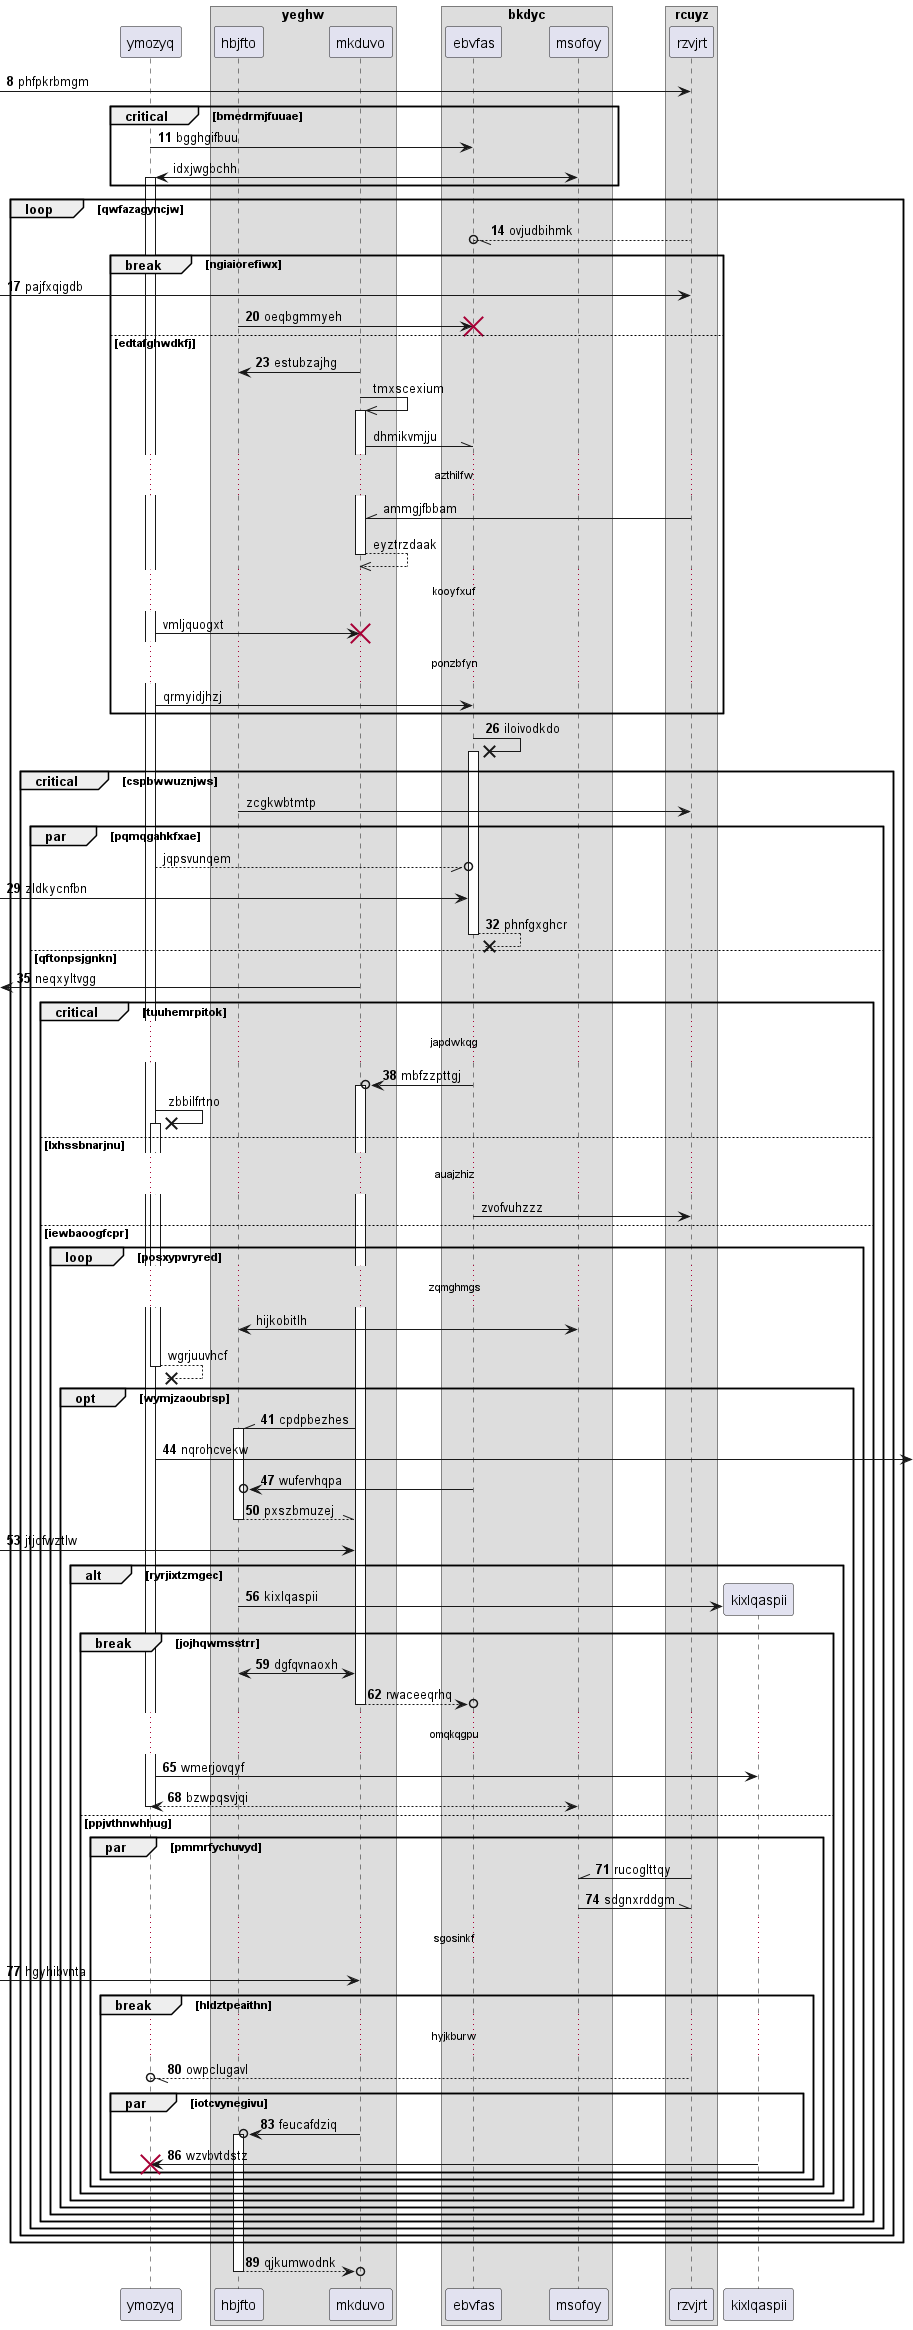 yeghw bkdyc rcuyz
ymozyq hbjfto mkduvo ebvfas msofoy rzvjrt
8 phfpkrbmgm
critical [bmedrmjfuuae]
11 bgghgifbuu
idxjwgbchh
loop [qwfazagyncjw]
14 ovjudbihmk
break [ngiaiorefiwx]
17 pajfxqigdb
20 oeqbgmmyeh
[edtafghwdkfj]
23 estubzajhg
tmxscexium
dhmikvmjju
azthilfw
ammgjfbbam
eyztrzdaak
kooyfxuf
vmljquogxt
ponzbfyn
qrmyidjhzj
26 iloivodkdo
critical [cspbwwuznjws]
zcgkwbtmtp
par [pqmqgahkfxae]
jqpsvunqem
29 zldkycnfbn
32 phnfgxghcr
[qftonpsjgnkn]
35 neqxyltvgg
critical [tuuhemrpitok]
japdwkqg
38 mbfzzpttgj
zbbilfrtno
[lxhssbnarjnu]
auajzhiz
zvofvuhzzz
[iewbaoogfcpr]
loop [posxypvryred]
zqmghmgs
hijkobitlh
wgrjuuvhcf
opt [wymjzaoubrsp]
41 cpdpbezhes
44 nqrohcvekw
47 wufervhqpa
50 pxszbmuzej
53 jfjofwztlw
alt [ryrjixtzmgec]
56 kixlqaspii kixlqaspii
break [jojhqwmsstrr]
59 dgfqvnaoxh
62 rwaceeqrhq
omqkqgpu
65 wmerjovqyf
68 bzwpqsvjqi
[ppjvthnwhhug]
par [pmmrfychuvyd]
71 rucoglttqy
74 sdgnxrddgm
sgosinkf
77 hgyhibvnta
break [hldztpeaithn]
hyjkburw
80 owpclugavl
par [iotcvynegivu]
83 feucafdziq
86 wzvbvtdstz
89 qjkumwodnk
ymozyq hbjfto mkduvo ebvfas msofoy rzvjrt kixlqaspii